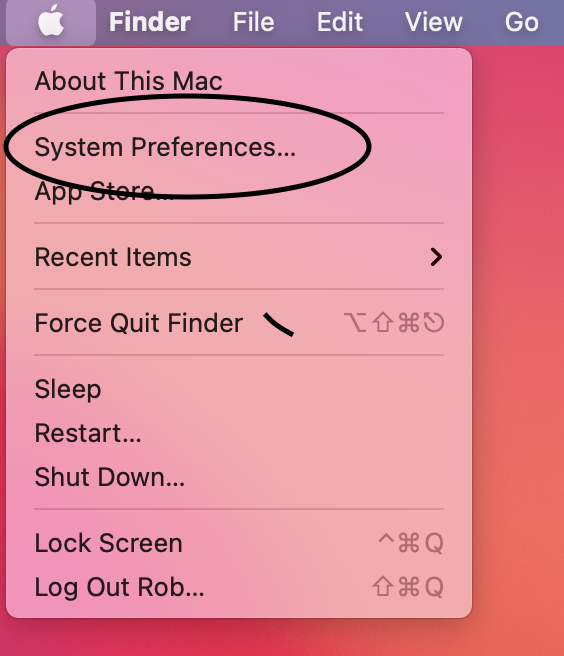 Finder File Edit View Go
About This Mac
System Preferences...
App Store...
Recent Items
Force Quit Finder ⌥⇧⌘⎋
Sleep
Restart...
Shut Down...
Lock Screen ^⌘Q
Log Out Rob... ⇧⌘Q